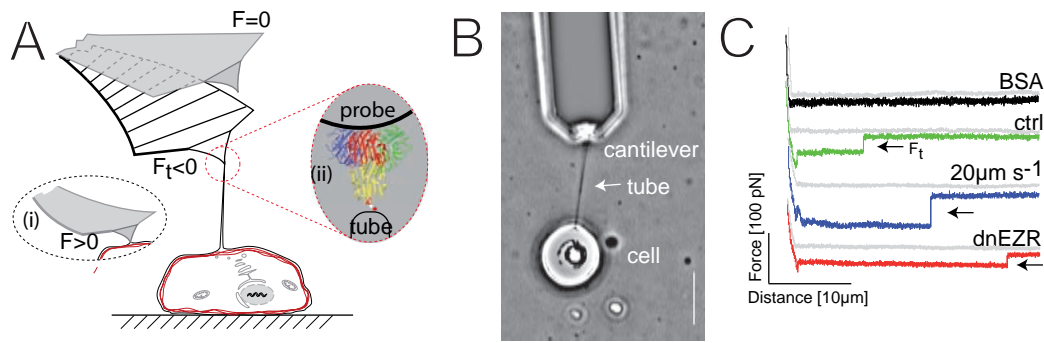 A
F=0
probe
(ii)
tube
Ft<0
(i)
F>0
B
cantilever
tube
cell
C
BSA
ctrl
Ft
20µm s-1
dnEZR
Force [100 pN]
Distance [10µm]